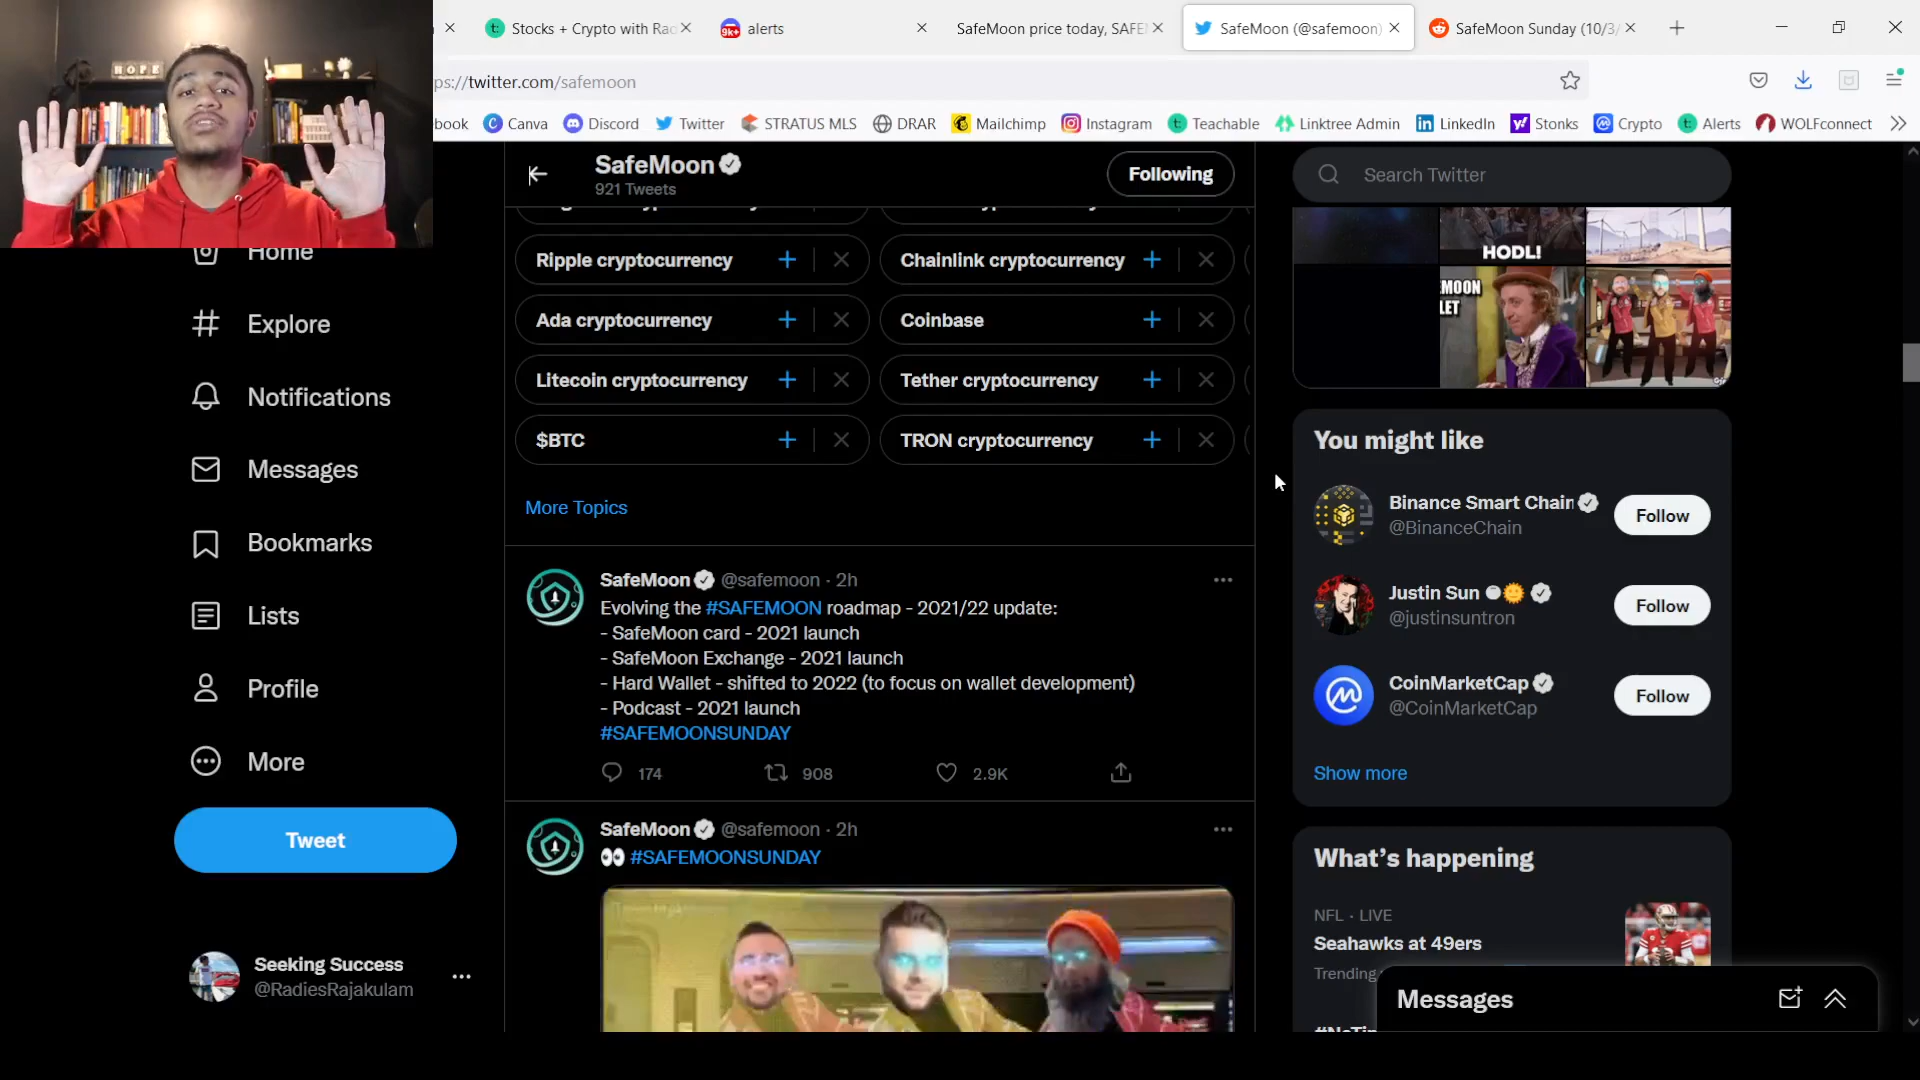 Stocks + Crypto with Rad
9k+ alerts
SafeMoon price today, SAFE
SafeMoon (@safemoon)
SafeMoon Sunday (10/3/
ps://twitter.com/safemoon
book
Canva
Discord
Twitter
STRATUS MLS
DRAR
Mailchimp
Instagram
Teachable
Linktree Admin
LinkedIn
Stonks
Crypto
Alerts
WOLFconnect
HOPE
SafeMoon
921 Tweets
Following
Search Twitter
Home
Explore
Notifications
Messages
Bookmarks
Lists
Profile
More
Tweet
Seeking Success
@RadiesRajakulam
Ripple cryptocurrency
Chainlink cryptocurrency
Ada cryptocurrency
Coinbase
Litecoin cryptocurrency
Tether cryptocurrency
$BTC
TRON cryptocurrency
More Topics
SafeMoon @safemoon · 2h
Evolving the #SAFEMOON roadmap - 2021/22 update:
- SafeMoon card - 2021 launch
- SafeMoon Exchange - 2021 launch
- Hard Wallet - shifted to 2022 (to focus on wallet development)
- Podcast - 2021 launch
#SAFEMOONSUNDAY
174
908
2.9K
SafeMoon @safemoon · 2h
👀 #SAFEMOONSUNDAY
HODL!
MOON
LET
You might like
Binance Smart Chain
@BinanceChain
Follow
Justin Sun
@justinsuntron
Follow
CoinMarketCap
@CoinMarketCap
Follow
Show more
What's happening
NFL · LIVE
Seahawks at 49ers
Trending
Messages